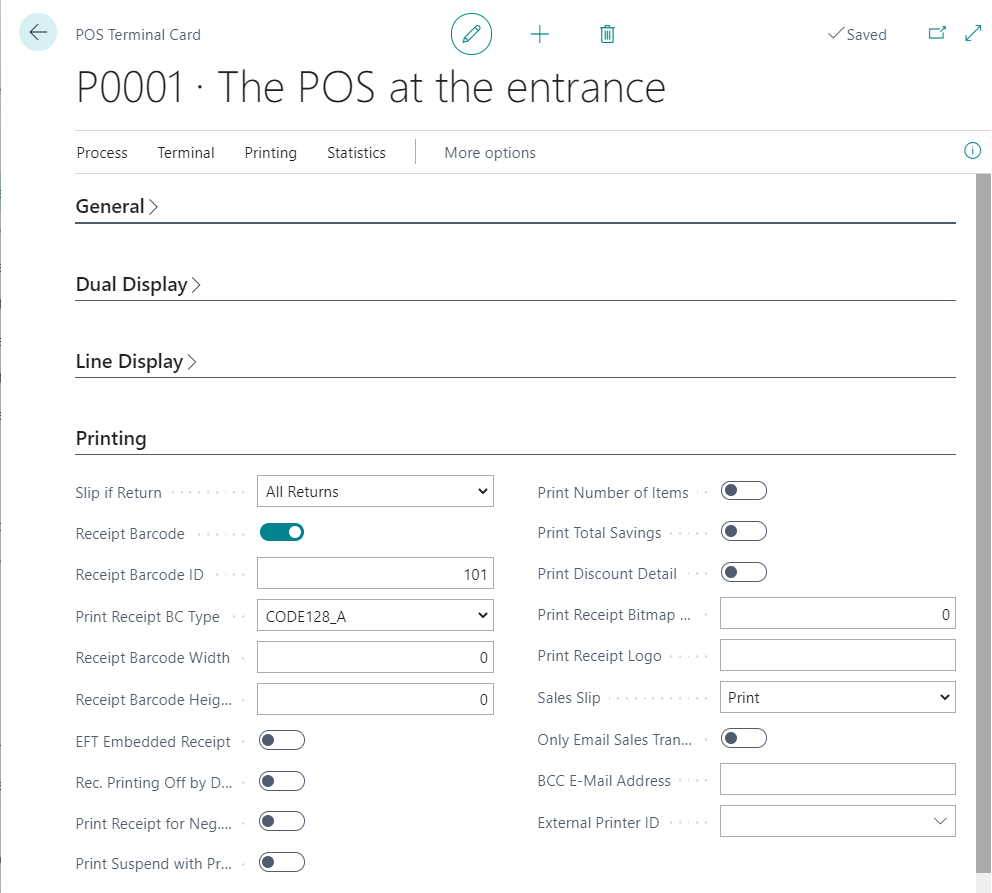 POS Terminal Card
Saved
P0001 · The POS at the entrance
Process Terminal Printing Statistics More options
General
Dual Display
Line Display
Printing
Slip if Return All Returns
Receipt Barcode
Receipt Barcode ID 101
Print Receipt BC Type CODE128_A
Receipt Barcode Width 0
Receipt Barcode Heig... 0
EFT Embedded Receipt
Rec. Printing Off by D...
Print Receipt for Neg....
Print Suspend with Pr...
Print Number of Items
Print Total Savings
Print Discount Detail
Print Receipt Bitmap ... 0
Print Receipt Logo
Sales Slip Print
Only Email Sales Tran...
BCC E-Mail Address
External Printer ID